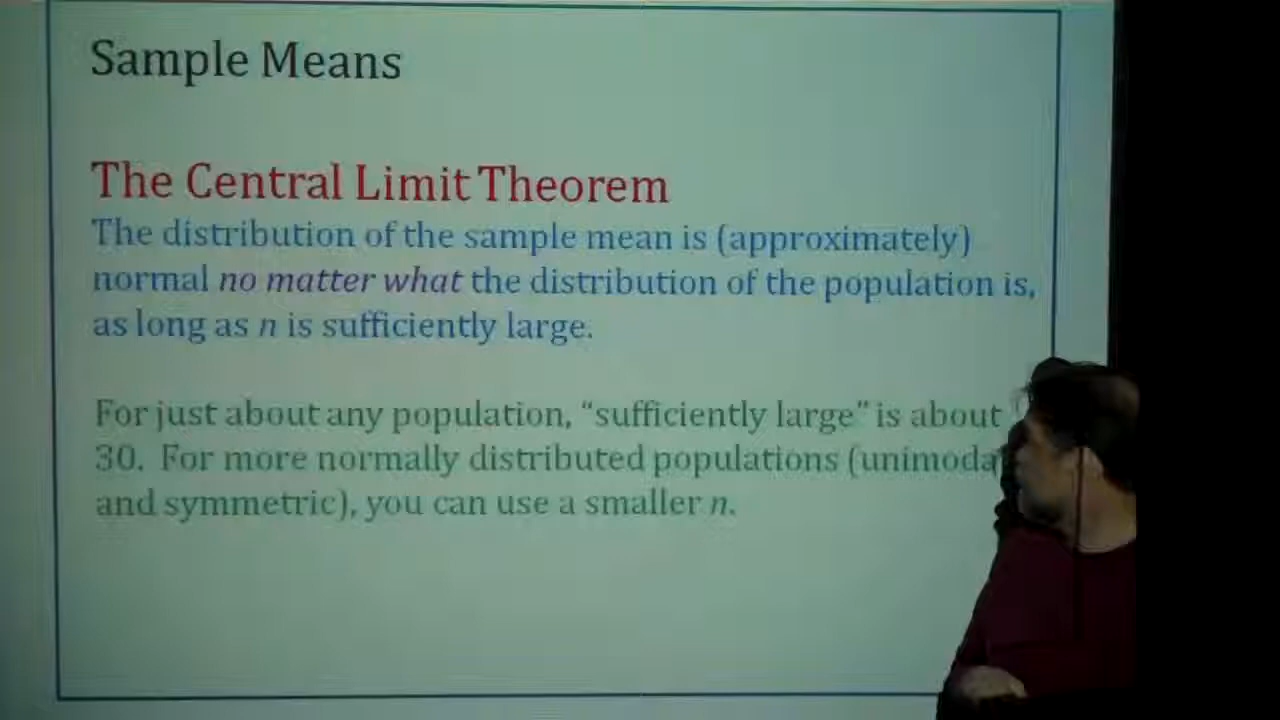 Sample Means
The Central Limit Theorem
The distribution of the sample mean is (approximately)
normal no matter what the distribution of the population is,
as long as n is sufficiently large.
For just about any population, “sufficiently large” is about
30. For more normally distributed populations (unimodal
and symmetric), you can use a smaller n.